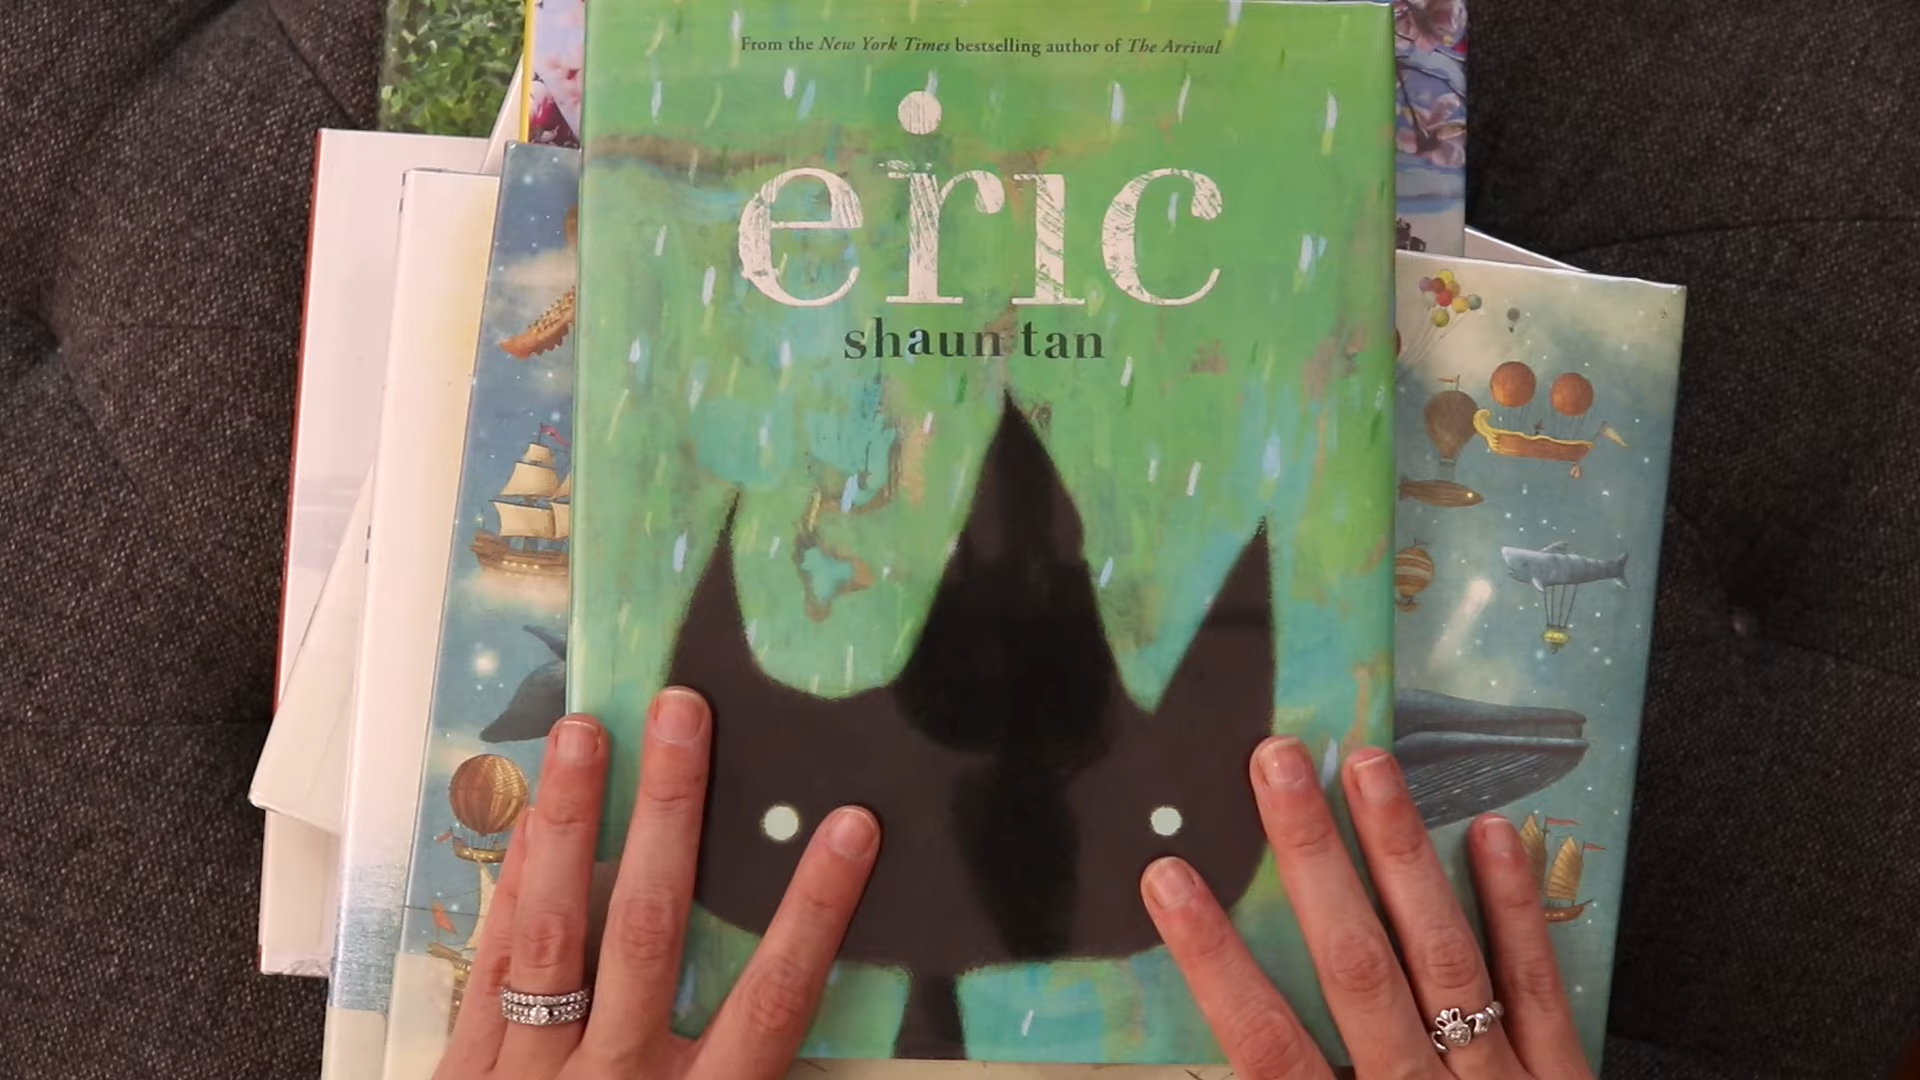 From the New York Times bestselling author of The Arrival
eric
shaun tan